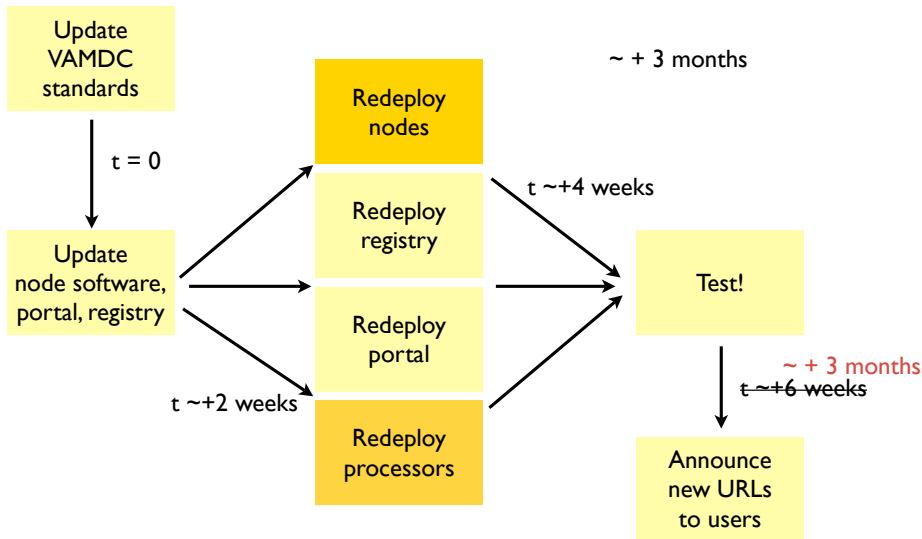 Update
VAMDC
standards
t = 0
Update
node software,
portal, registry
t ~+2 weeks
Redeploy
nodes
Redeploy
registry
Redeploy
portal
Redeploy
processors
~ + 3 months
t ~+4 weeks
Test!
~ + 3 months
t ~+6 weeks
Announce
new URLs
to users